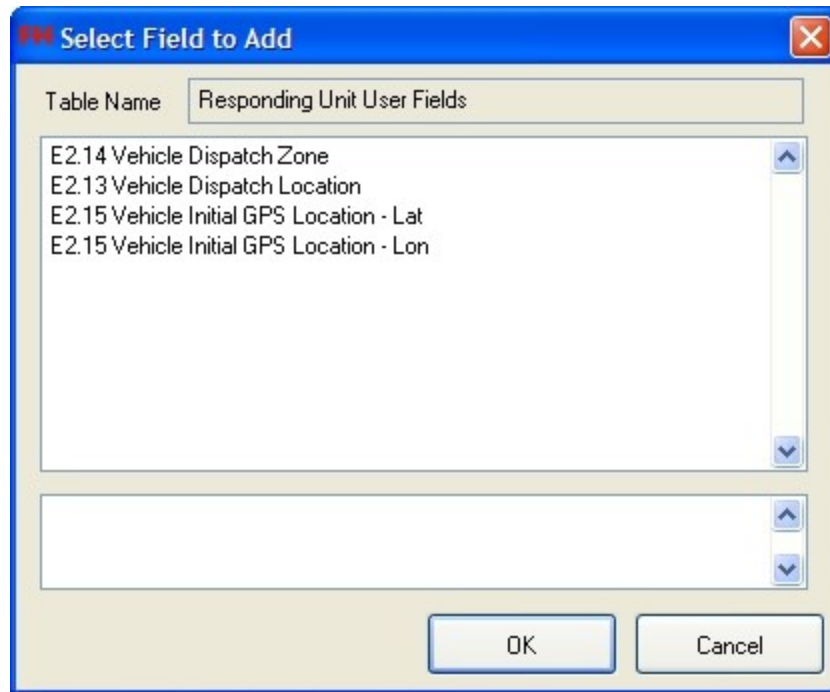 FH Select Field to Add
Table Name Responding Unit User Fields
E2.14 Vehicle Dispatch Zone
E2.13 Vehicle Dispatch Location
E2.15 Vehicle Initial GPS Location - Lat
E2.15 Vehicle Initial GPS Location - Lon
OK Cancel